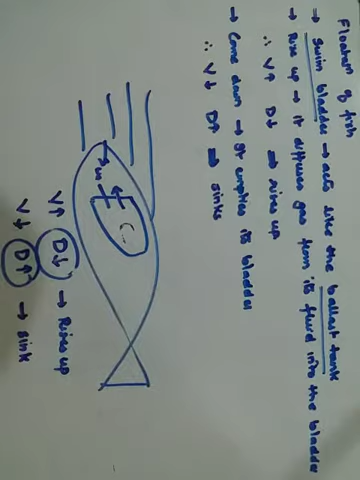 Floatation of fish
→ Swim bladder → acts like the ballast tank
→ Rise up → it diffuses gas from its fluid into the bladder
∴ V↑ D↓ ⇒ rises up
→ Come down → It empties its bladder
∴ V↓ D↑ ⇒ sinks
V↑ D↓ → Rises up
V↓ D↑ → sink